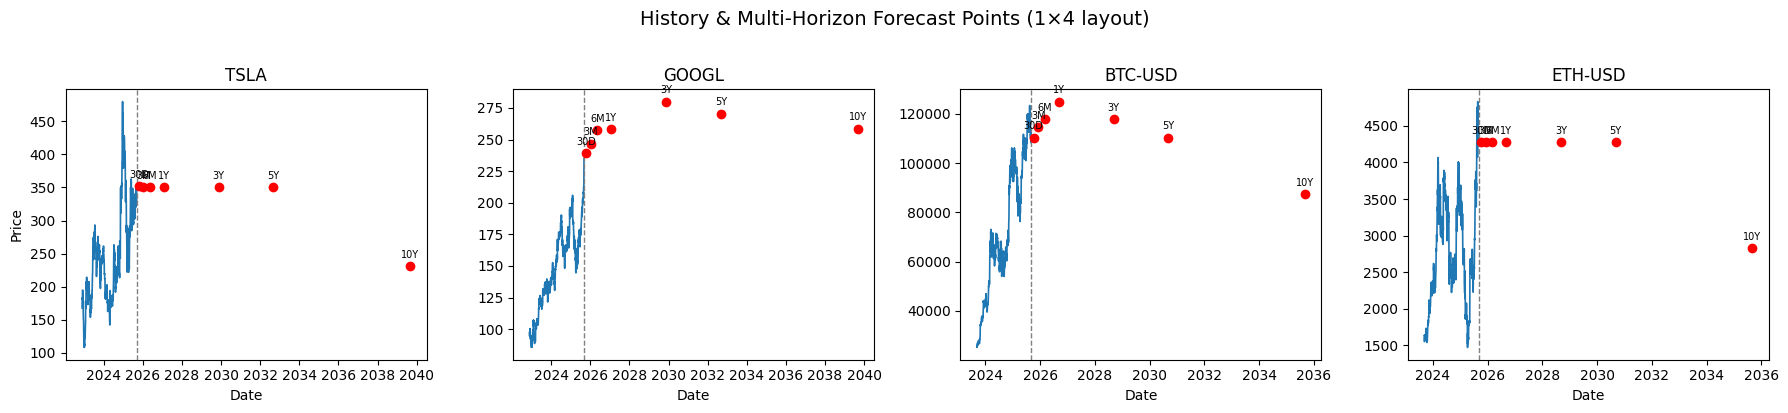 History & Multi-Horizon Forecast Points (1×4 layout)
TSLA
Price
450
400
350
300
250
200
150
100
30D
1Y
3Y
5Y
10Y
2024 2026 2028 2030 2032 2034 2036 2038 2040
Date
GOOGL
275
250
225
200
175
150
125
100
30D
3M
6M
1Y
3Y
5Y
10Y
2024 2026 2028 2030 2032 2034 2036 2038 2040
Date
BTC-USD
120000
100000
80000
60000
40000
30D
3M
6M
1Y
3Y
5Y
10Y
2024 2026 2028 2030 2032 2034 2036
Date
ETH-USD
4500
4000
3500
3000
2500
2000
1500
1Y
3Y
5Y
10Y
2024 2026 2028 2030 2032 2034 2036
Date